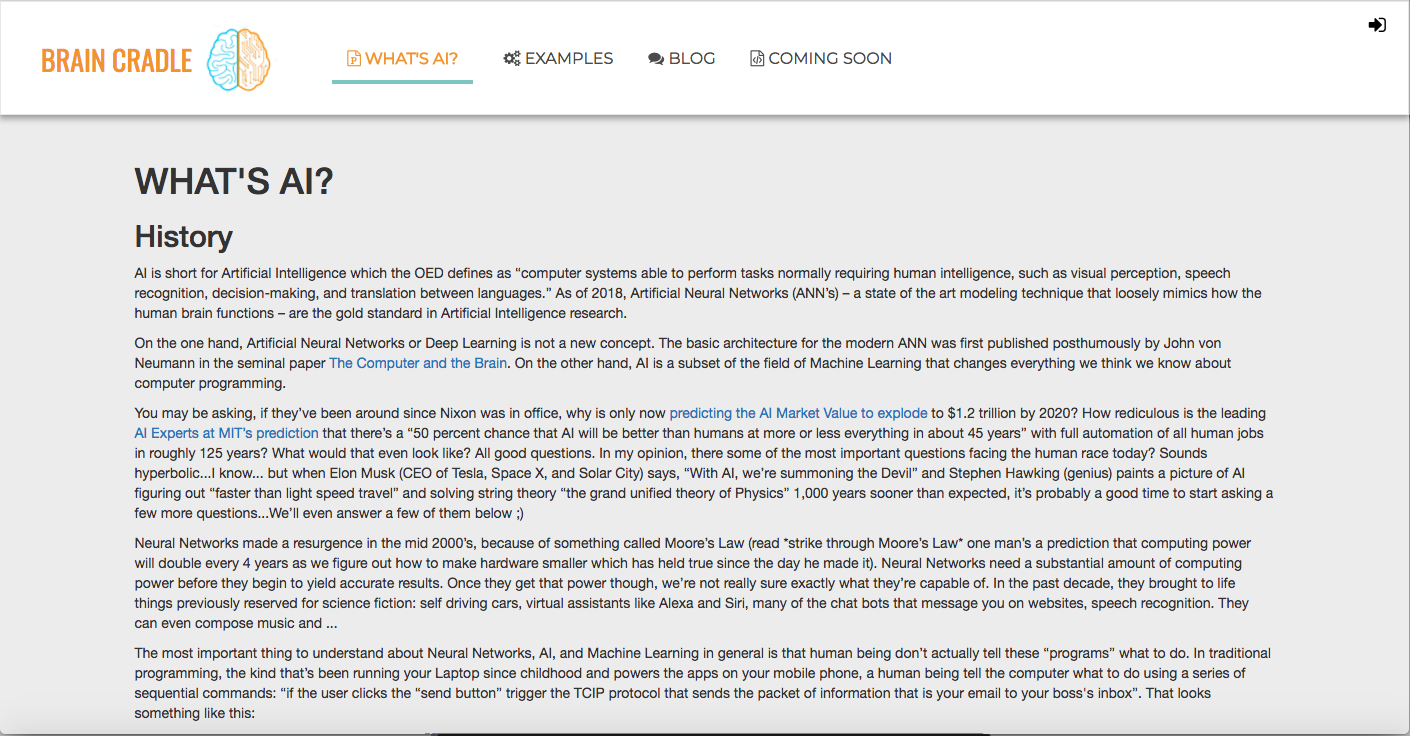 BRAIN CRADLE
WHAT'S AI?
EXAMPLES
BLOG
COMING SOON
WHAT'S AI?
History
AI is short for Artificial Intelligence which the OED defines as “computer systems able to perform tasks normally requiring human intelligence, such as visual perception, speech
recognition, decision-making, and translation between languages.” As of 2018, Artificial Neural Networks (ANN’s) – a state of the art modeling technique that loosely mimics how the
human brain functions – are the gold standard in Artificial Intelligence research.
On the one hand, Artificial Neural Networks or Deep Learning is not a new concept. The basic architecture for the modern ANN was first published posthumously by John von
Neumann in the seminal paper The Computer and the Brain. On the other hand, AI is a subset of the field of Machine Learning that changes everything we think we know about
computer programming.
You may be asking, if they’ve been around since Nixon was in office, why is only now predicting the AI Market Value to explode to $1.2 trillion by 2020? How rediculous is the leading
AI Experts at MIT’s prediction that there’s a “50 percent chance that AI will be better than humans at more or less everything in about 45 years” with full automation of all human jobs
in roughly 125 years? What would that even look like? All good questions. In my opinion, there some of the most important questions facing the human race today? Sounds
hyperbolic...I know... but when Elon Musk (CEO of Tesla, Space X, and Solar City) says, “With AI, we're summoning the Devil” and Stephen Hawking (genius) paints a picture of AI
figuring out “faster than light speed travel” and solving string theory “the grand unified theory of Physics” 1,000 years sooner than expected, it’s probably a good time to start asking a
few more questions...We’ll even answer a few of them below ;)
Neural Networks made a resurgence in the mid 2000’s, because of something called Moore’s Law (read *strike through Moore’s Law* one man’s a prediction that computing power
will double every 4 years as we figure out how to make hardware smaller which has held true since the day he made it). Neural Networks need a substantial amount of computing
power before they begin to yield accurate results. Once they get that power though, we’re not really sure exactly what they’re capable of. In the past decade, they brought to life
things previously reserved for science fiction: self driving cars, virtual assistants like Alexa and Siri, many of the chat bots that message you on websites, speech recognition. They
can even compose music and ...
The most important thing to understand about Neural Networks, AI, and Machine Learning in general is that human being don’t actually tell these “programs” what to do. In traditional
programming, the kind that’s been running your Laptop since childhood and powers the apps on your mobile phone, a human being tell the computer what to do using a series of
sequential commands: “if the user clicks the “send button” trigger the TCIP protocol that sends the packet of information that is your email to your boss's inbox”. That looks
something like this: